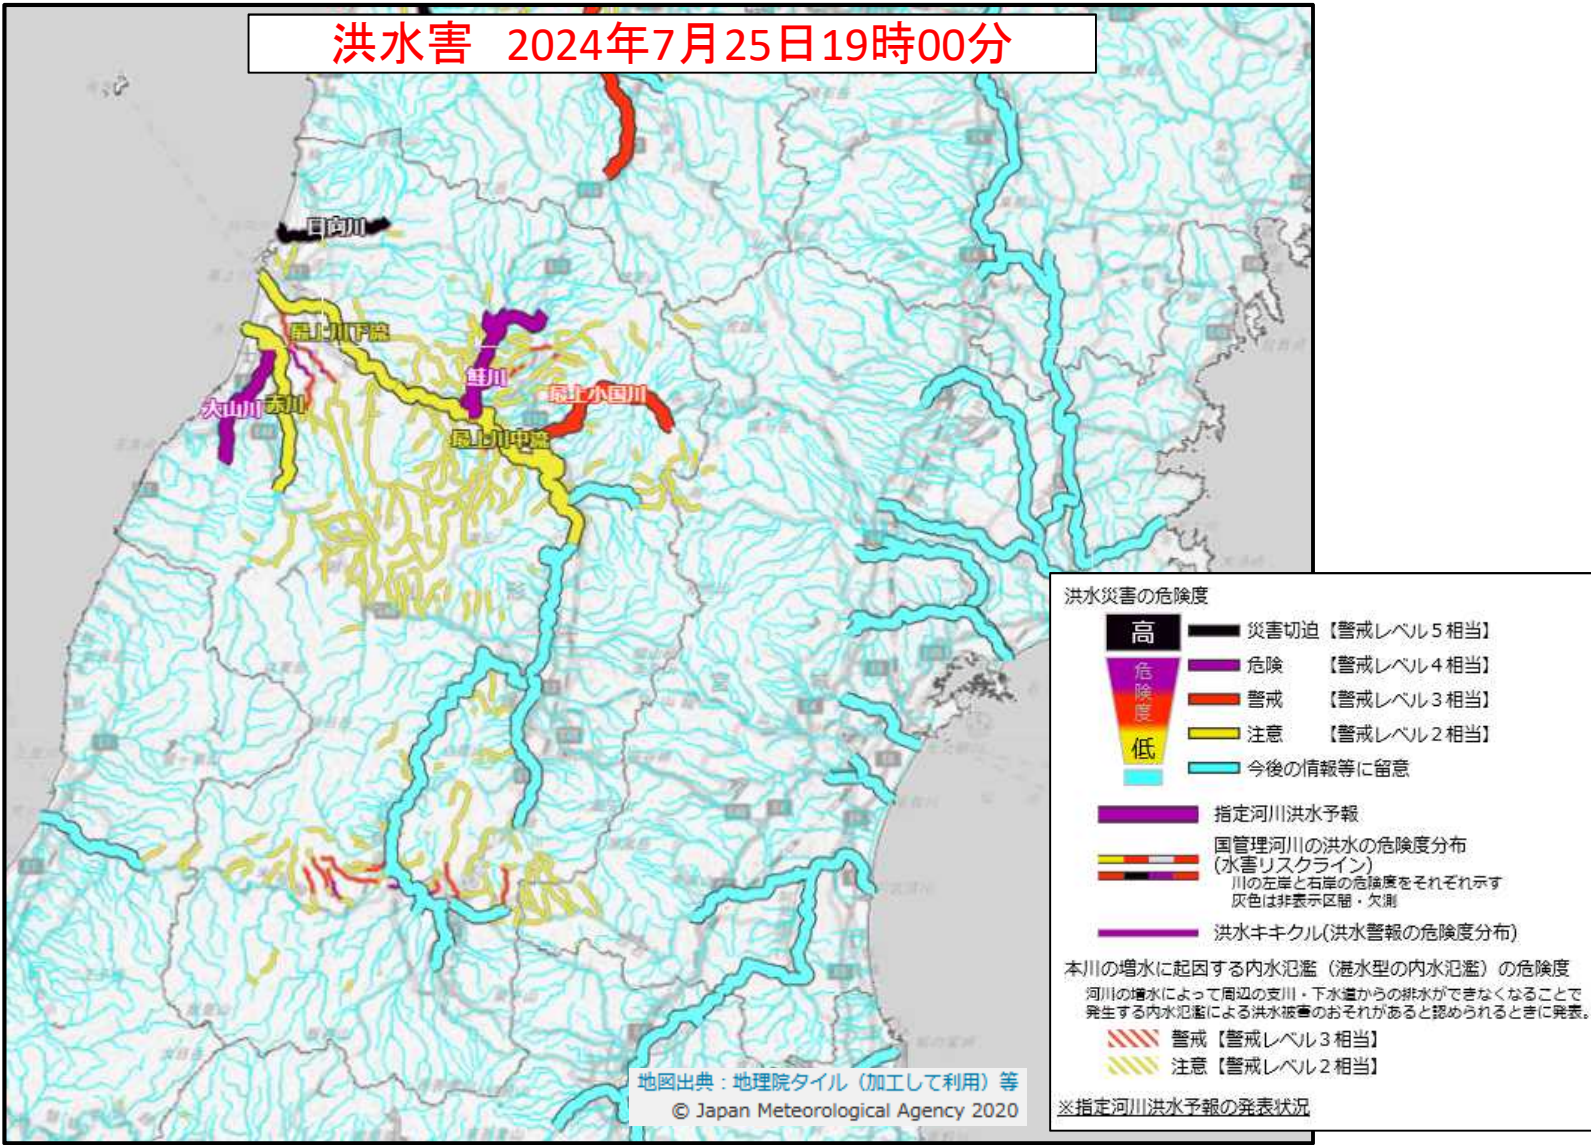 洪水害 2024年7月25日19時00分
日向川
最上川下流
鮭川
最上小国川
大山川
赤川
最上川中流
形
宮
洪水災害の危険度
高
危険度
低
災害切迫【警戒レベル5相当】
危険 【警戒レベル4相当】
警戒 【警戒レベル3相当】
注意 【警戒レベル2相当】
今後の情報等に留意
指定河川洪水予報
国管理河川の洪水の危険度分布
(水害リスクライン)
川の左岸と右岸の危険度をそれぞれ示す
灰色は非表示区間・欠測
洪水キキクル(洪水警報の危険度分布)
本川の増水に起因する内水氾濫（湛水型の内水氾濫）の危険度
河川の増水によって周辺の支川・下水道からの排水ができなくなることで
発生する内水氾濫による洪水被害のおそれがあると認められるときに発表。
警戒【警戒レベル3相当】
注意【警戒レベル2相当】
※指定河川洪水予報の発表状況
地図出典：地理院タイル（加工して利用）等
© Japan Meteorological Agency 2020